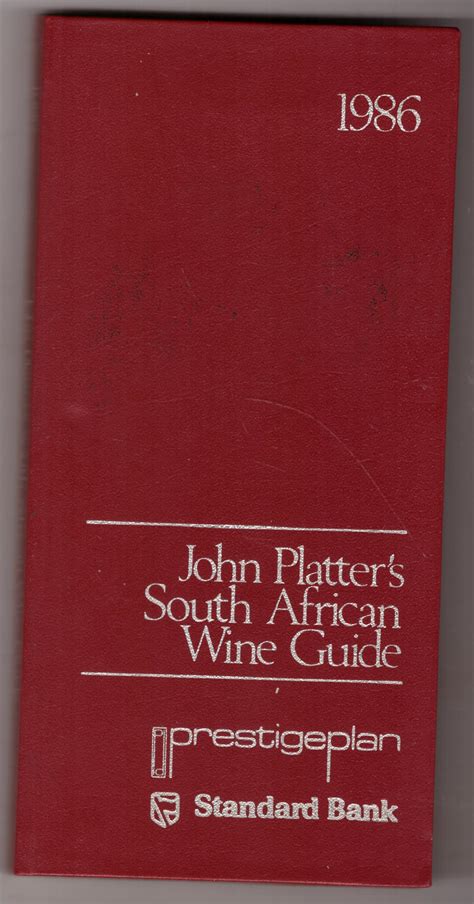 1986
John Platter's
South African
Wine Guide
prestigeplan
Standard Bank